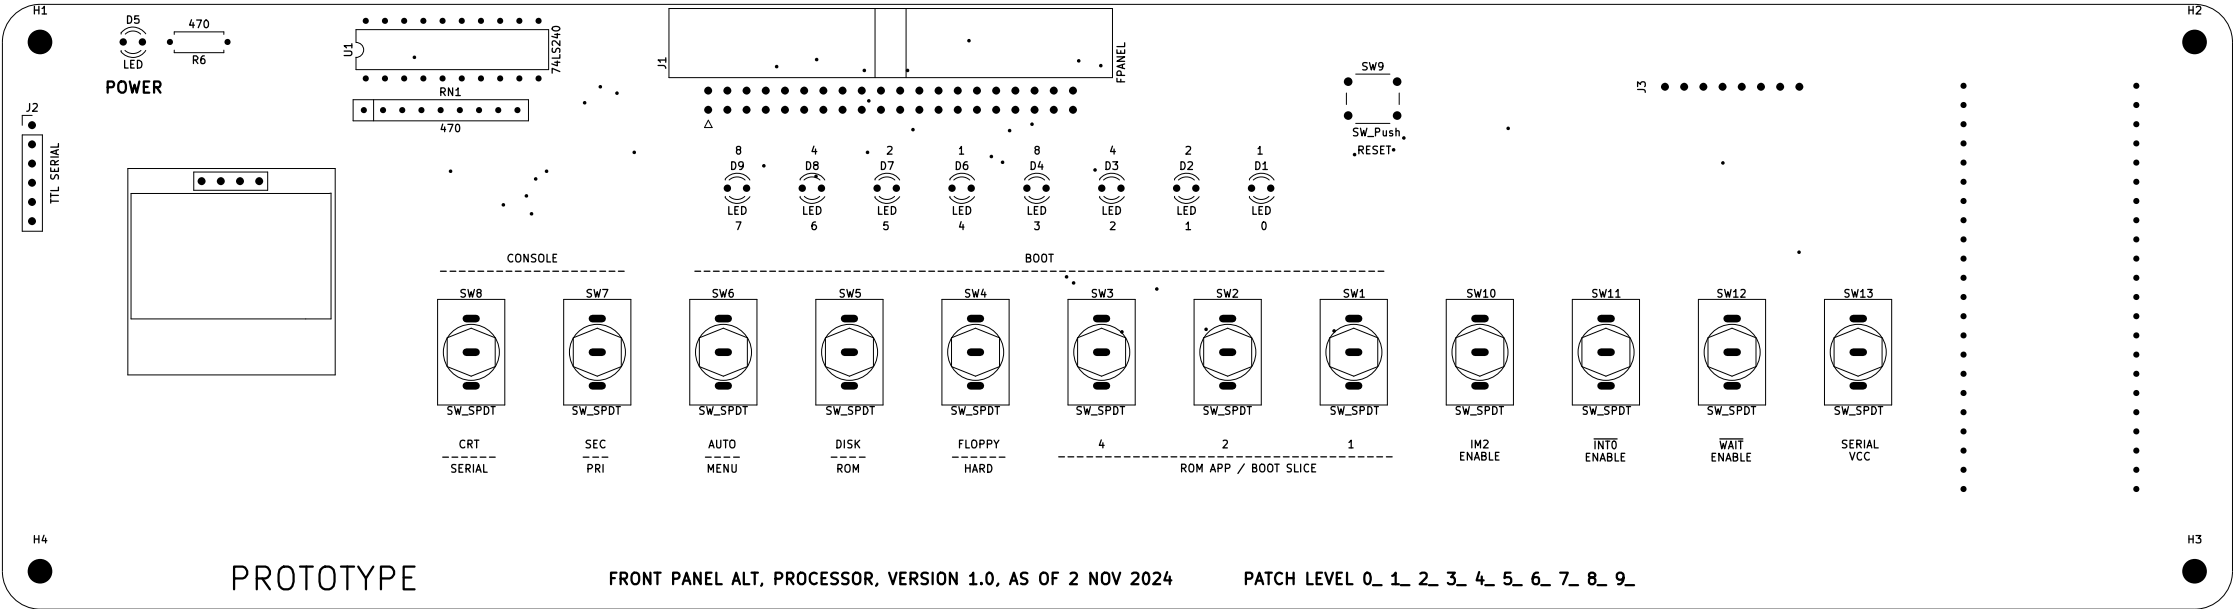 H1
H2
D5
470
LED
R6
POWER
U1
74LS240
RN1
470
J1
FPANEL
SW9
SW_Push
RESET
J3
J2
TTL SERIAL
8 4 2 1 8 4 2 1
D9 D8 D7 D6 D4 D3 D2 D1
LED LED LED LED LED LED LED LED
7 6 5 4 3 2 1 0
CONSOLE BOOT
SW8 SW7 SW6 SW5 SW4 SW3 SW2 SW1 SW10 SW11 SW12 SW13
SW_SPDT SW_SPDT SW_SPDT SW_SPDT SW_SPDT SW_SPDT SW_SPDT SW_SPDT SW_SPDT SW_SPDT SW_SPDT SW_SPDT
CRT
SERIAL
SEC
PRI
AUTO
MENU
DISK
ROM
FLOPPY
HARD
4 2 1
ROM APP / BOOT SLICE
IM2
ENABLE
INT0
ENABLE
WAIT
ENABLE
SERIAL
VCC
H4
H3
PROTOTYPE
FRONT PANEL ALT, PROCESSOR, VERSION 1.0, AS OF 2 NOV 2024
PATCH LEVEL 0_ 1_ 2_ 3_ 4_ 5_ 6_ 7_ 8_ 9_